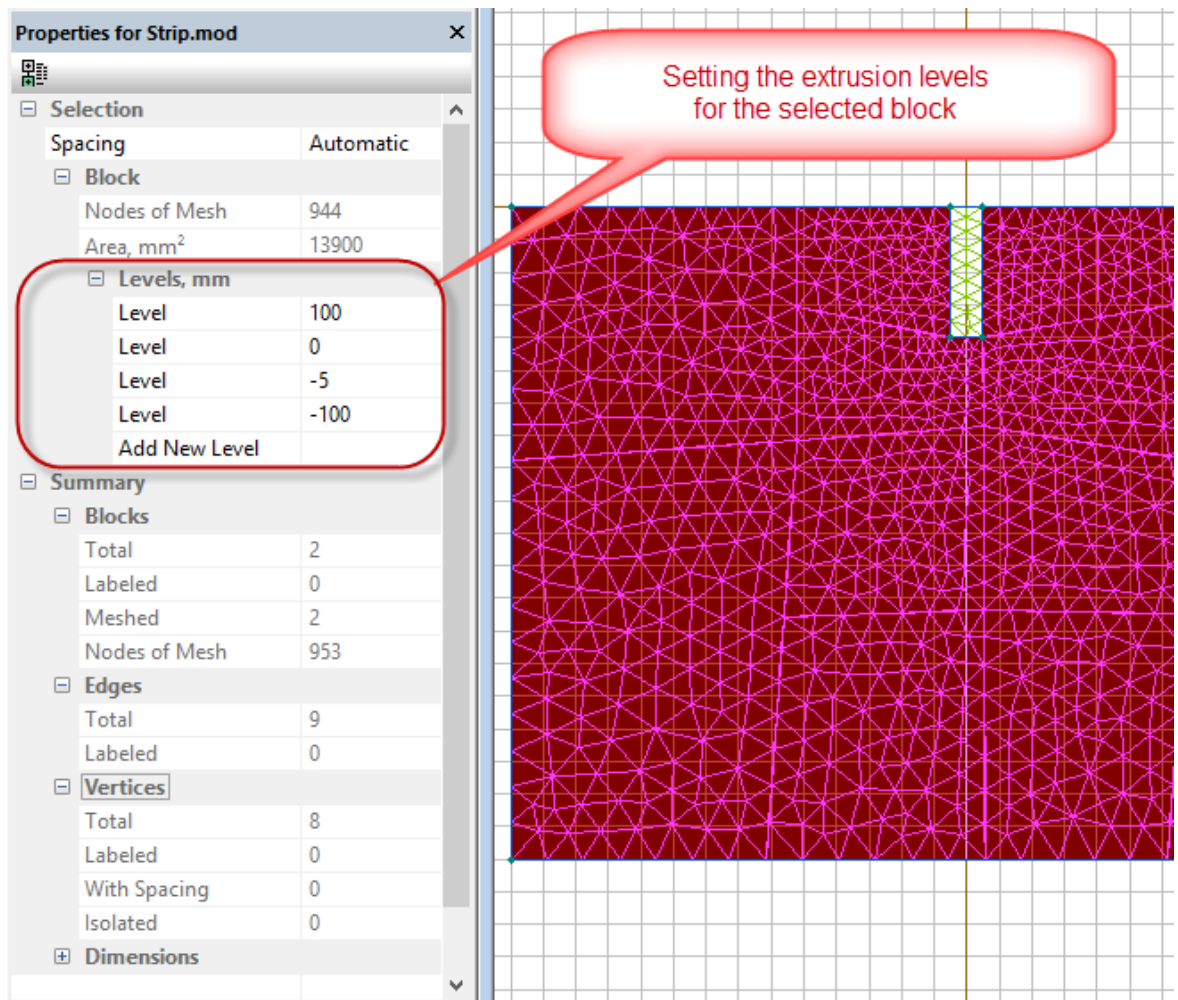 Properties for Strip.mod
Setting the extrusion levels
for the selected block
Selection
Spacing Automatic
Block
Nodes of Mesh 944
Area, mm² 13900
Levels, mm
Level 100
Level 0
Level -5
Level -100
Add New Level
Summary
Blocks
Total 2
Labeled 0
Meshed 2
Nodes of Mesh 953
Edges
Total 9
Labeled 0
Vertices
Total 8
Labeled 0
With Spacing 0
Isolated 0
Dimensions